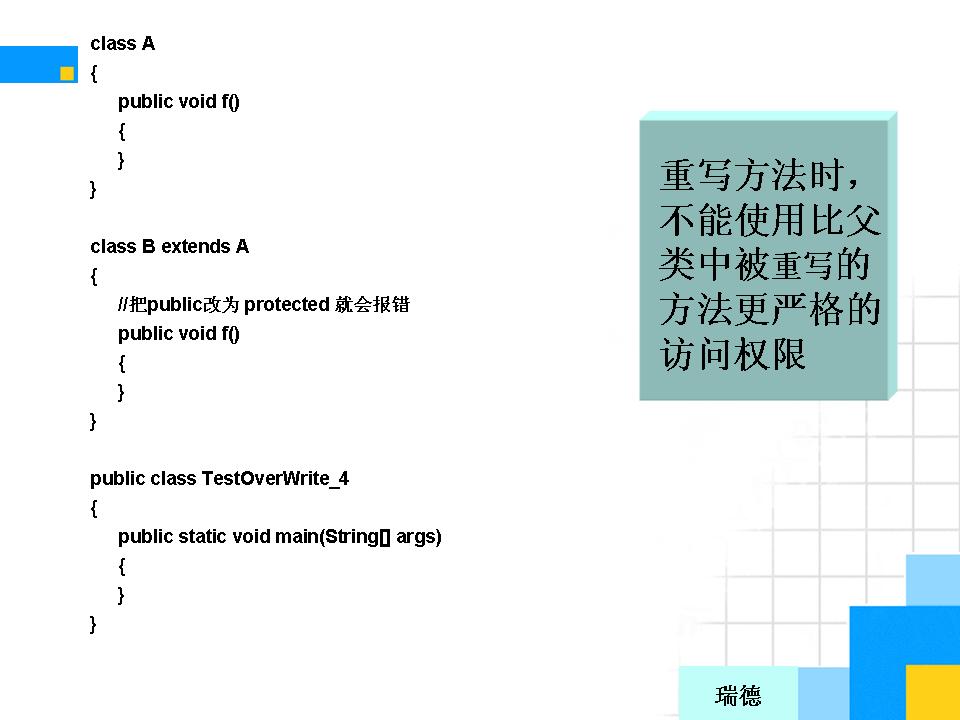 class A
{
public void f()
{
}
}
class B extends A
{
//把public改为 protected 就会报错
public void f()
{
}
}
public class TestOverWrite_4
{
public static void main(String[] args)
{
}
}
重写方法时，
不能使用比父
类中被重写的
方法更严格的
访问权限
瑞德